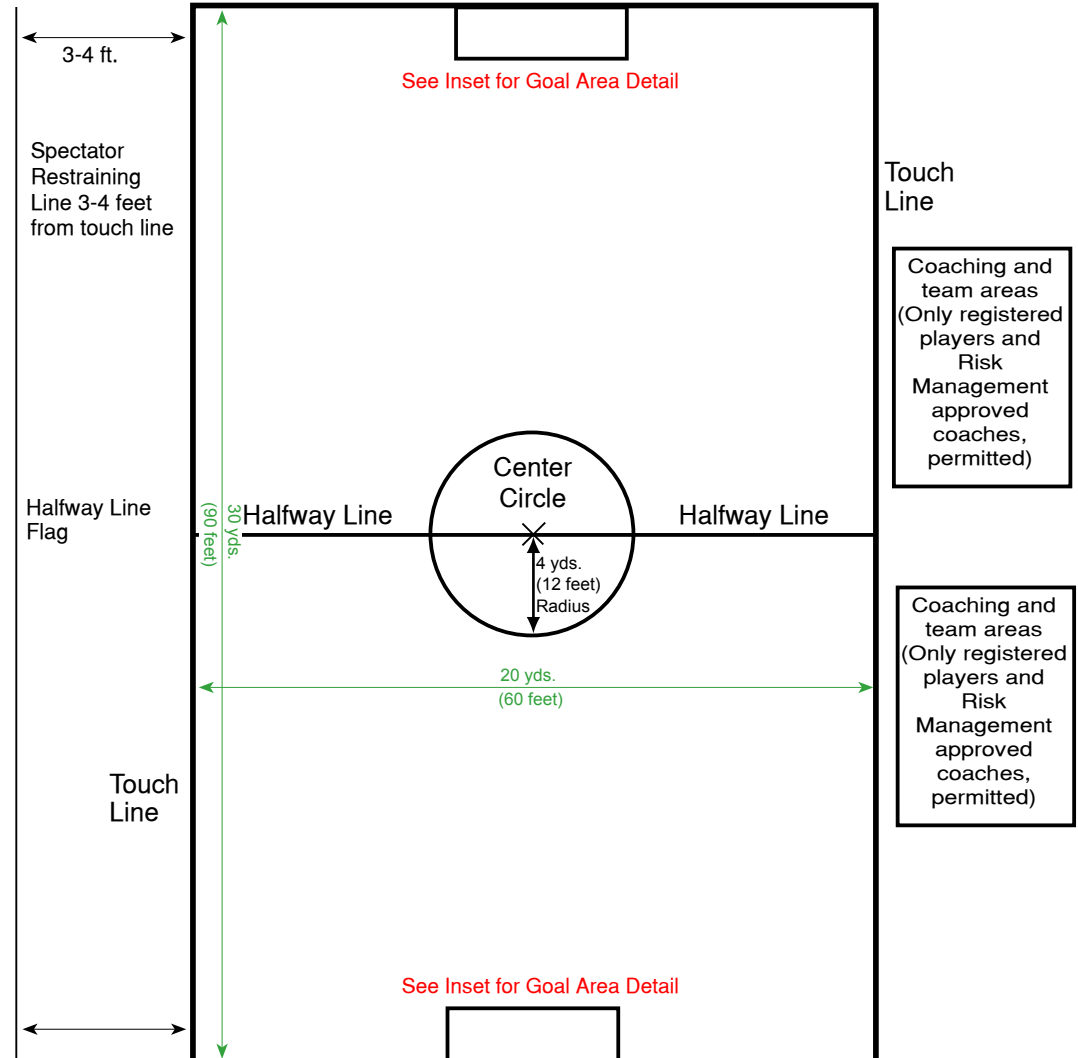 3-4 ft.
See Inset for Goal Area Detail
Spectator
Restraining
Line 3-4 feet
from touch line
Touch
Line
Coaching and
team areas
(Only registered
players and
Risk
Management
approved
coaches,
permitted)
Center
Circle
Halfway Line
Flag
30 yds.
(90 feet)
Halfway Line
Halfway Line
4 yds.
(12 feet)
Radius
Coaching and
team areas
(Only registered
players and
Risk
Management
approved
coaches,
permitted)
20 yds.
(60 feet)
Touch
Line
See Inset for Goal Area Detail